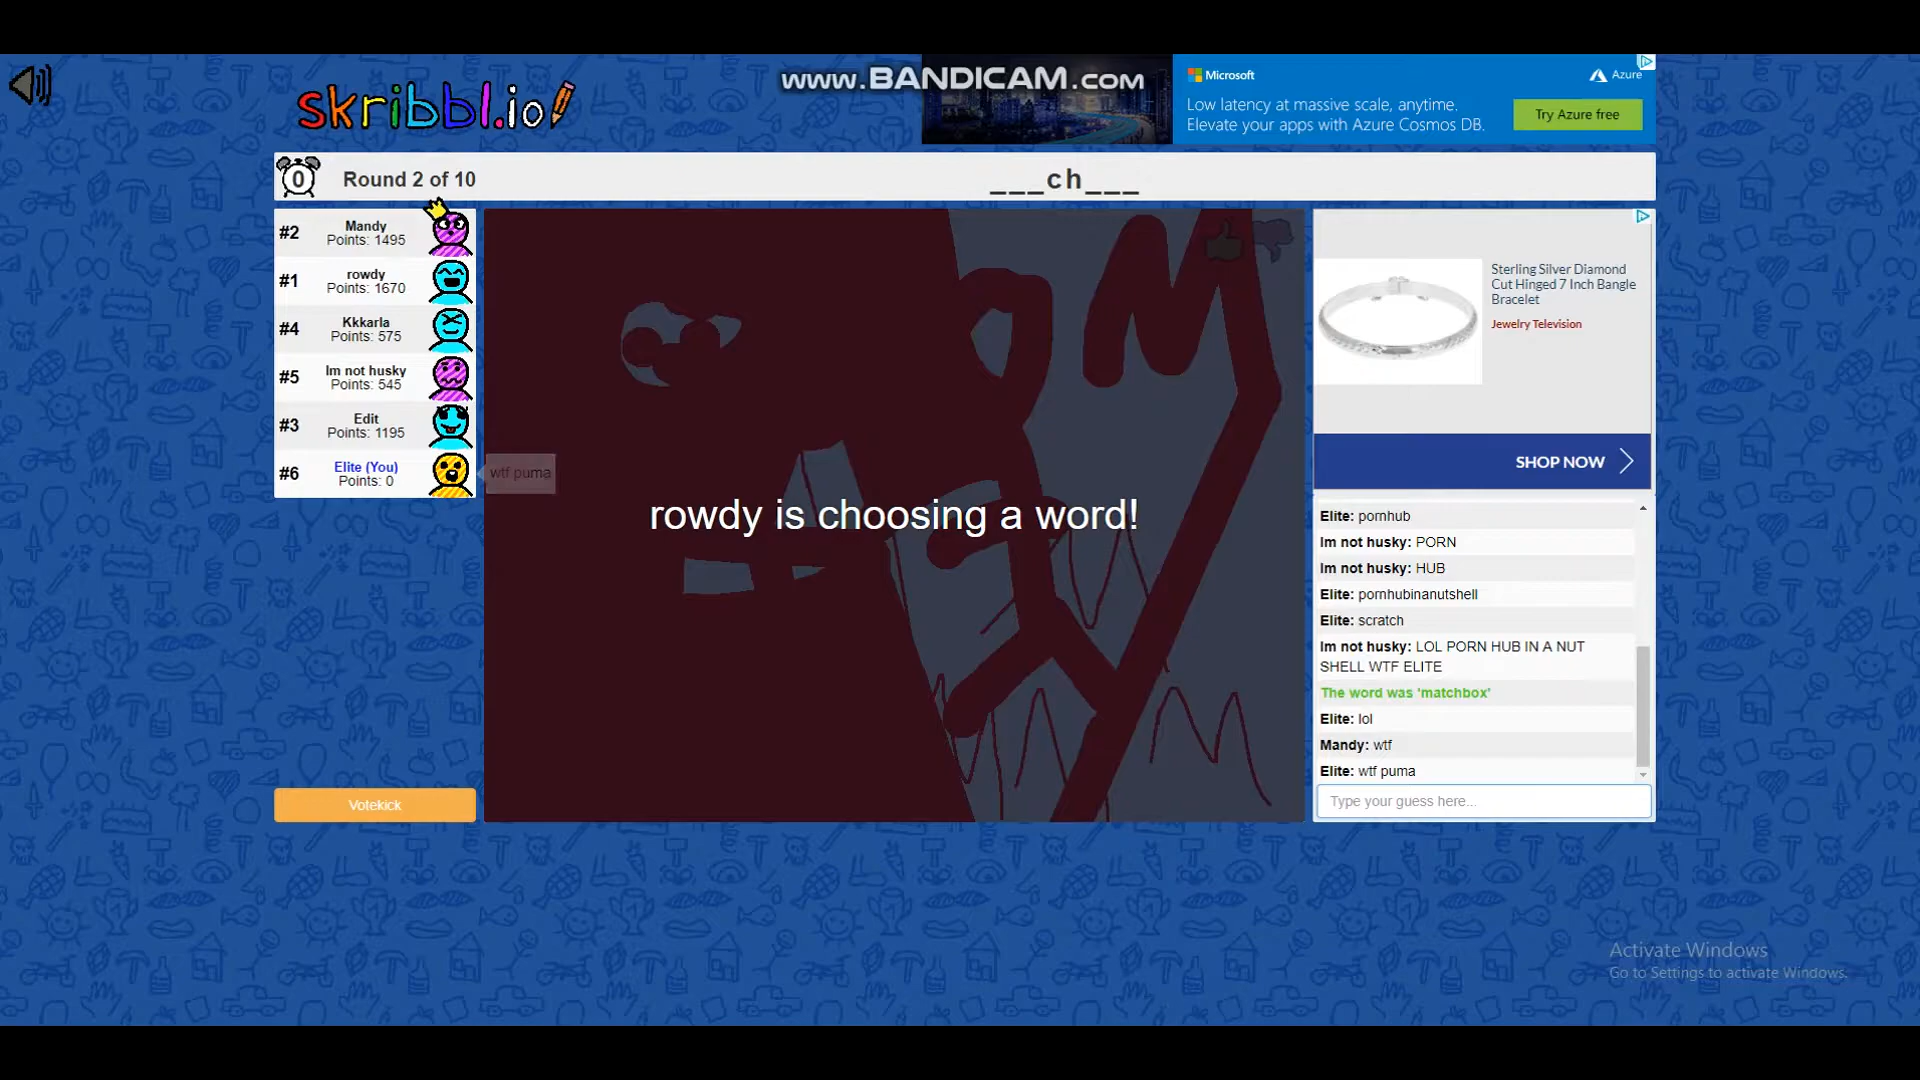 www.BANDICAM.com
skribbl.io
Microsoft
Azure
Low latency at massive scale, anytime.
Elevate your apps with Azure Cosmos DB.
Try Azure free
0
Round 2 of 10
___ch___
#2
Mandy
Points: 1495
#1
rowdy
Points: 1670
#4
Kkkarla
Points: 575
#5
Im not husky
Points: 545
#3
Edit
Points: 1195
#6
Elite (You)
Points: 0
wtf puma
Votekick
rowdy is choosing a word!
Sterling Silver Diamond
Cut Hinged 7 Inch Bangle
Bracelet
Jewelry Television
SHOP NOW
Elite: pornhub
Im not husky: PORN
Im not husky: HUB
Elite: pornhubinanutshell
Elite: scratch
Im not husky: LOL PORN HUB IN A NUT
SHELL WTF ELITE
The word was 'matchbox'
Elite: lol
Mandy: wtf
Elite: wtf puma
Type your guess here...
Activate Windows
Go to Settings to activate Windows.